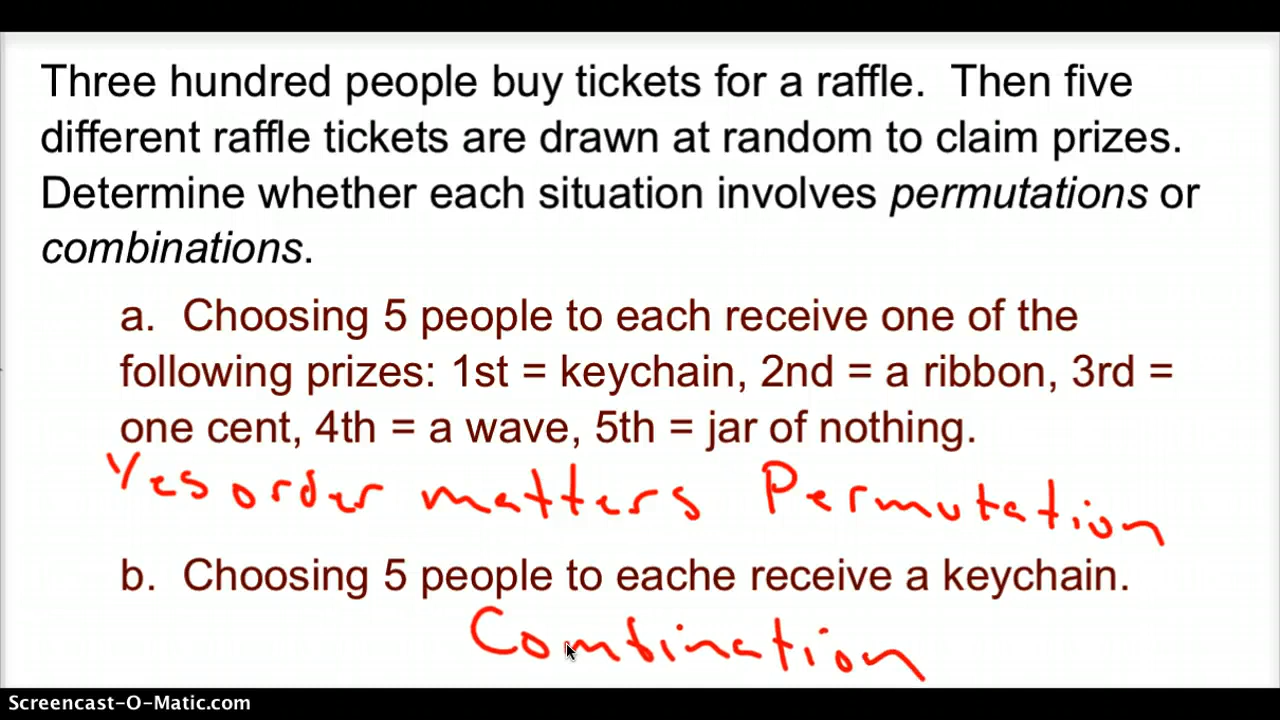 Three hundred people buy tickets for a raffle. Then five
different raffle tickets are drawn at random to claim prizes.
Determine whether each situation involves permutations or
combinations.
a. Choosing 5 people to each receive one of the
following prizes: 1st = keychain, 2nd = a ribbon, 3rd =
one cent, 4th = a wave, 5th = jar of nothing.
Yes order matters Permutation
b. Choosing 5 people to eache receive a keychain.
Combination
Screencast-O-Matic.com